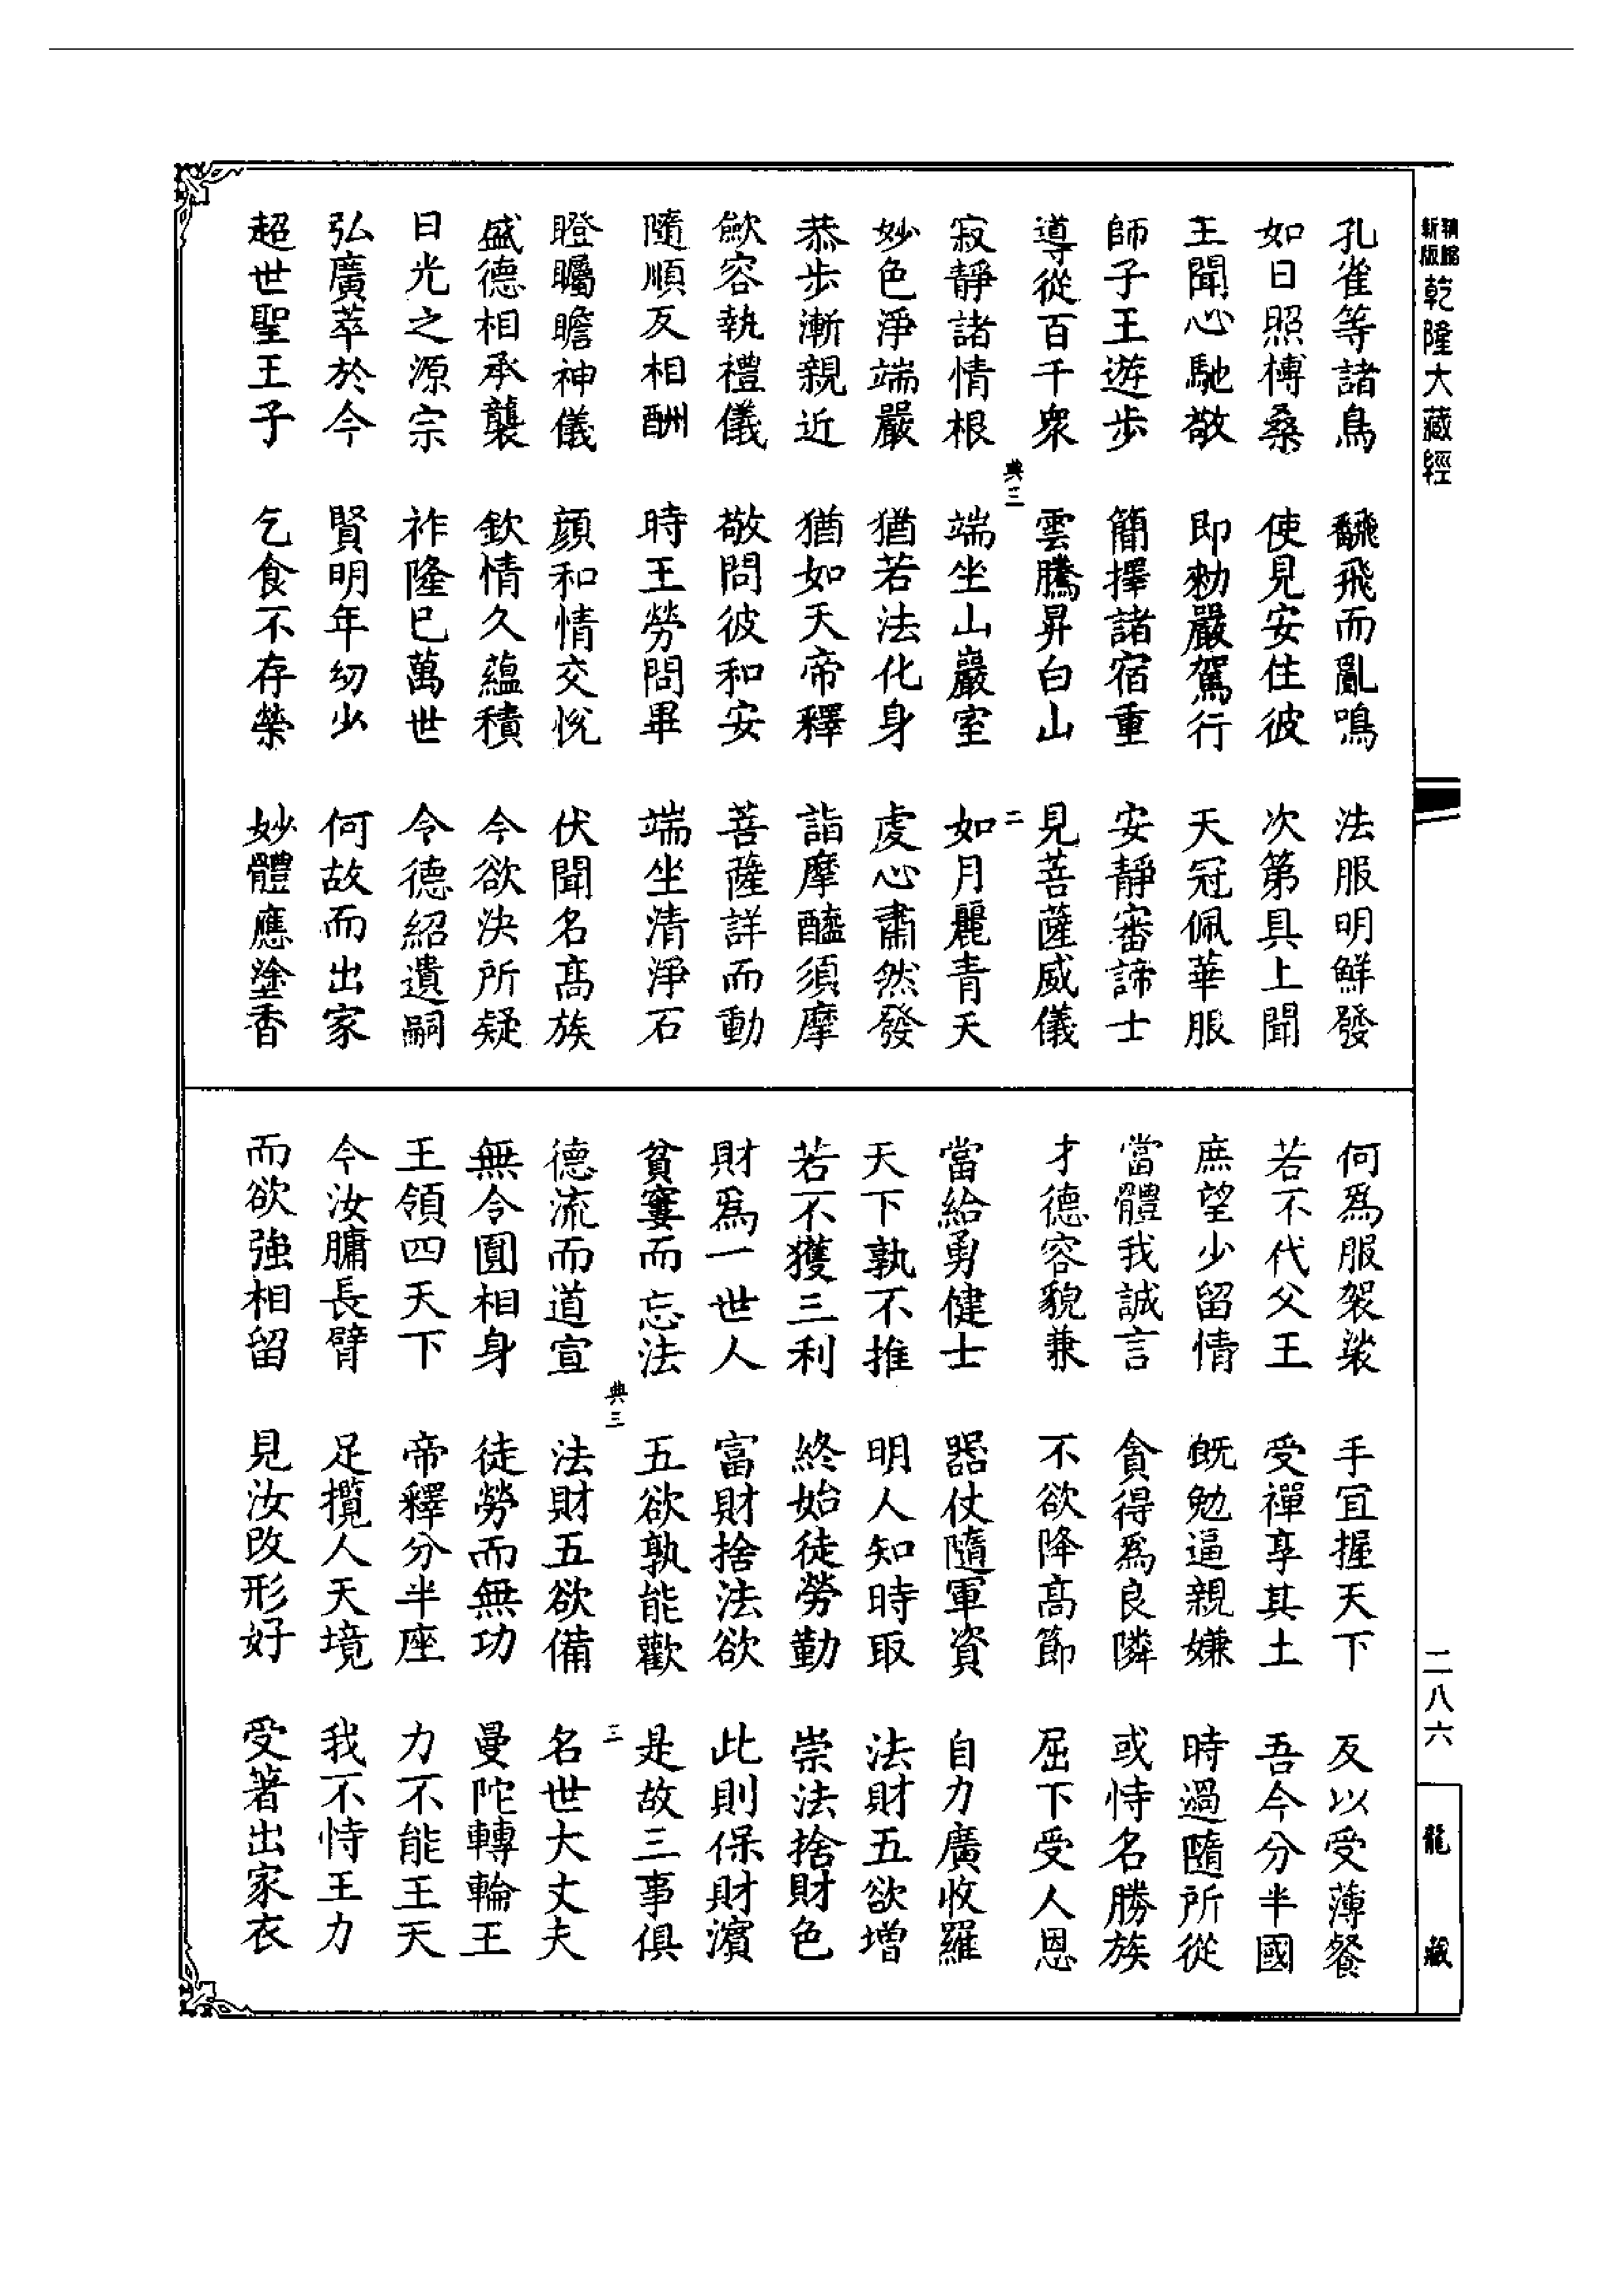 新版
乾隆大藏經
二八六
龍藏
孔雀等諸鳥 飜飛而亂鳴 法服明鮮發
如日照榑桑 使見安住彼 次第具上聞
王聞心馳敬 即勑嚴駕行 天冠佩華服
師子王遊步 簡擇諸宿重 安靜審諦士
導從百千衆 雲騰昇白山 見菩薩威儀
典三 二
寂靜諸情根 端坐山巖室 如月麗青天
妙色淨端嚴 猶若法化身 虔心肅然發
恭步漸親近 猶如天帝釋 詣摩醯須摩
歛容執禮儀 敬問彼和安 菩薩詳而動
隨順反相酬 時王勞問畢 端坐清淨石
瞪矚瞻神儀 顔和情交悅 伏聞名高族
盛德相承襲 欽情久蘊積 今欲決所疑
日光之源宗 祚隆已萬世 令德紹遺嗣
弘廣萃於今 賢明年幼少 何故而出家
超世聖王子 乞食不存榮 妙體應塗香
何爲服袈裟 手宜握天下 反以受薄餐
若不代父王 受禪享其土 吾今分半國
庶望少留情 旣勉逼親嫌 時過隨所從
當體我誠言 貪得爲良隣 或恃名勝族
才德容貌兼 不欲降高節 屈下受人恩
當給勇健士 器仗隨軍資 自力廣收羅
天下孰不推 明人知時取 法財五欲增
若不獲三利 終始徒勞勤 崇法捨財色
財爲一世人 富財捨法欲 此則保財濵
貧窶而忘法 五欲孰能歡 是故三事俱
典三 三
德流而道宣 法財五欲備 名世大丈夫
無令圓相身 徒勞而無功 曼陀轉輪王
王領四天下 帝釋分半座 力不能王天
今汝𦟛長臂 足攬人天境 我不恃王力
而欲強相留 見汝改形好 受著出家衣